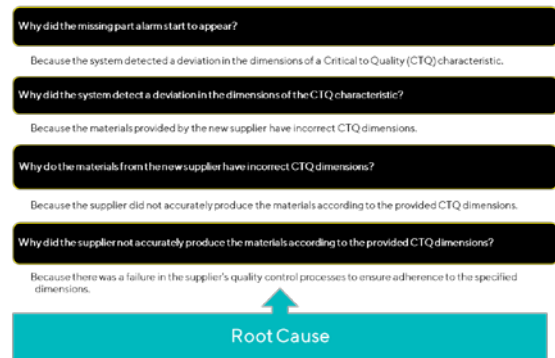 Why did the missing part alarm start to appear?
Because the system detected a deviation in the dimensions of a Critical to Quality (CTQ) characteristic.
Why did the system detect a deviation in the dimensions of the CTQ characteristic?
Because the materials provided by the new supplier have incorrect CTQ dimensions.
Why do the materials from the new supplier have incorrect CTQ dimensions?
Because the supplier did not accurately produce the materials according to the provided CTQ dimensions.
Why did the supplier not accurately produce the materials according to the provided CTQ dimensions?
Because there was a failure in the supplier's quality control processes to ensure adherence to the specified
dimensions.
Root Cause